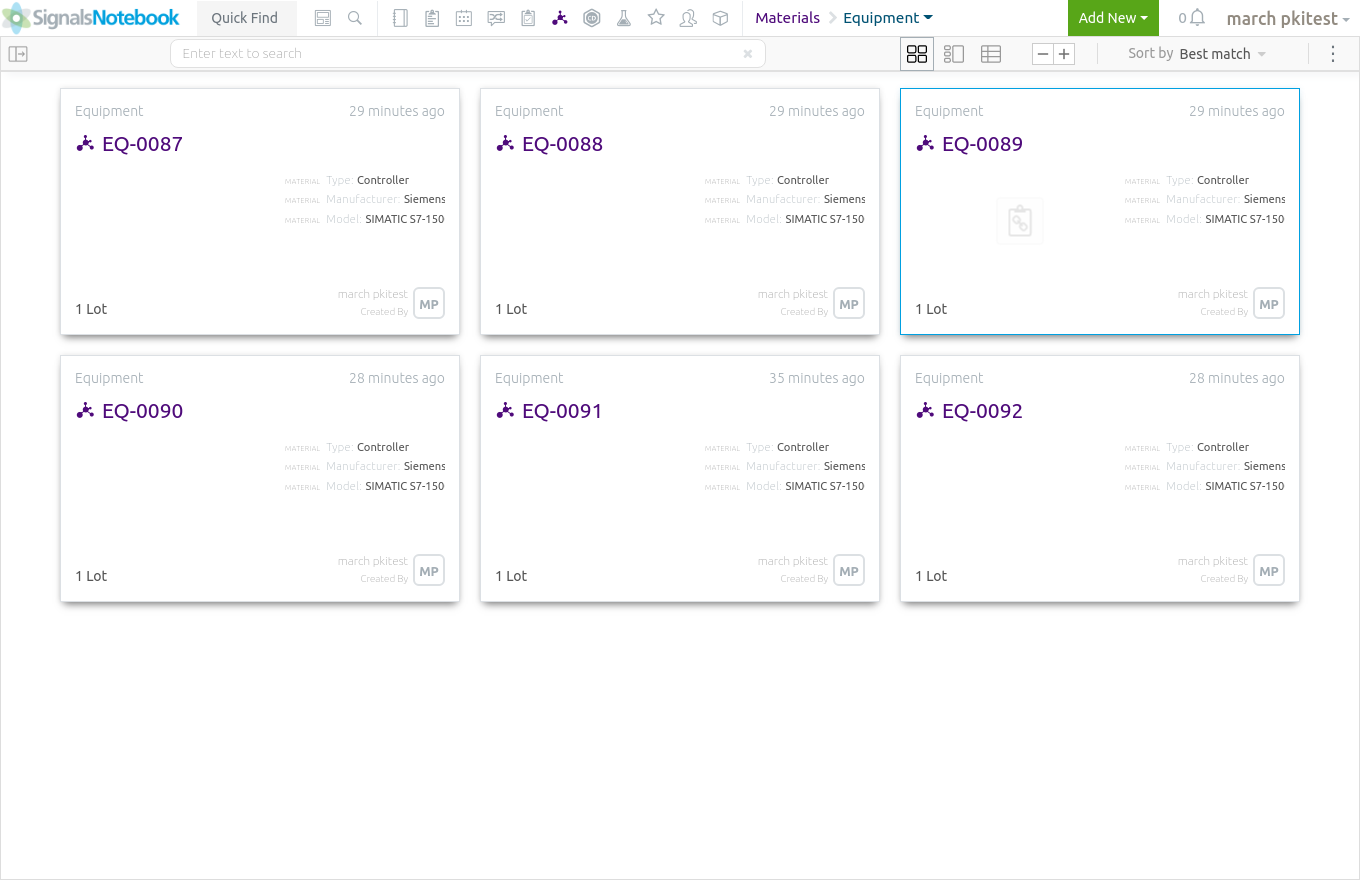 SignalsNotebook Quick Find Materials Equipment Add New 0 march pkitest
Enter text to search Sort by Best match
Equipment 29 minutes ago
EQ-0087
MATERIAL Type: Controller
MATERIAL Manufacturer: Siemens
MATERIAL Model: SIMATIC S7-150
march pkitest
Created By
MP
1 Lot
Equipment 29 minutes ago
EQ-0088
MATERIAL Type: Controller
MATERIAL Manufacturer: Siemens
MATERIAL Model: SIMATIC S7-150
march pkitest
Created By
MP
1 Lot
Equipment 29 minutes ago
EQ-0089
MATERIAL Type: Controller
MATERIAL Manufacturer: Siemens
MATERIAL Model: SIMATIC S7-150
march pkitest
Created By
MP
1 Lot
Equipment 28 minutes ago
EQ-0090
MATERIAL Type: Controller
MATERIAL Manufacturer: Siemens
MATERIAL Model: SIMATIC S7-150
march pkitest
Created By
MP
1 Lot
Equipment 35 minutes ago
EQ-0091
MATERIAL Type: Controller
MATERIAL Manufacturer: Siemens
MATERIAL Model: SIMATIC S7-150
march pkitest
Created By
MP
1 Lot
Equipment 28 minutes ago
EQ-0092
MATERIAL Type: Controller
MATERIAL Manufacturer: Siemens
MATERIAL Model: SIMATIC S7-150
march pkitest
Created By
MP
1 Lot